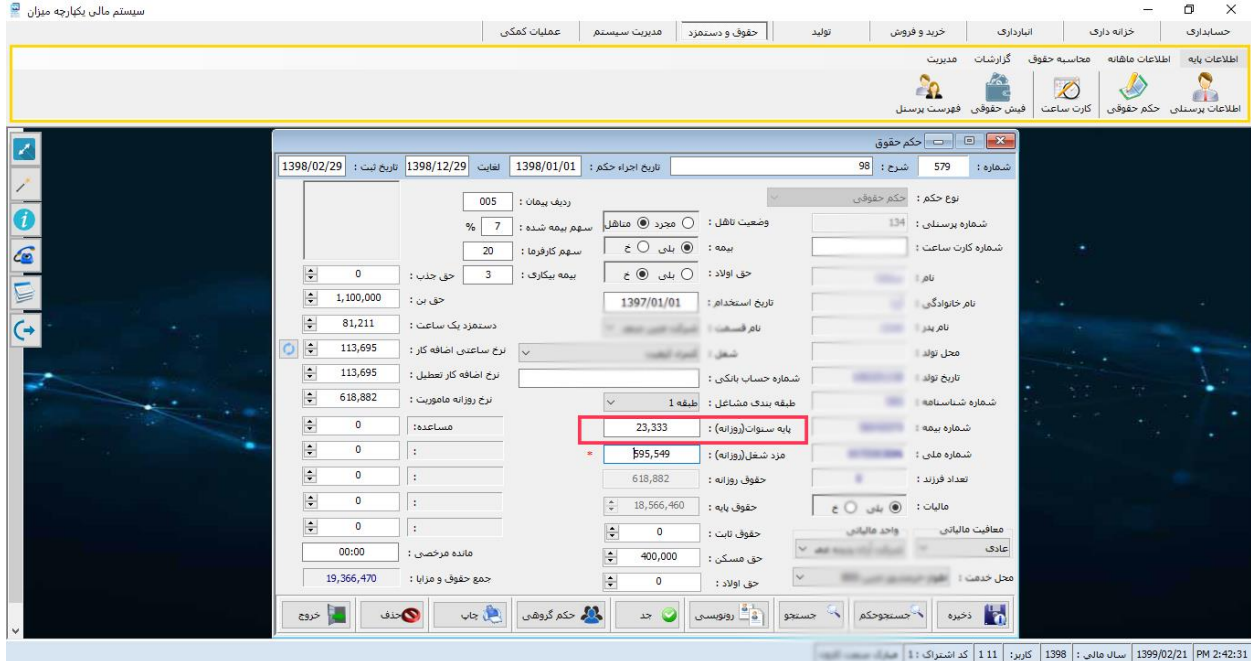 سیستم مالی یکپارچه میزان
حسابداری خزانه داری انبارداری خرید و فروش تولید حقوق و دستمزد مدیریت سیستم عملیات کمکی
اطلاعات پایه اطلاعات ماهانه محاسبه حقوق گزارشات مدیریت
اطلاعات پرسنلی حکم حقوقی کارت ساعت فیش حقوقی فهرست پرسنل
حکم حقوق
شماره : 579 شرح : 98 تاریخ اجراء حکم : 1398/01/01 لغایت 1398/12/29 تاریخ ثبت : 1398/02/29
نوع حکم : حکم حقوقی
شماره پرسنلی : 134
شماره کارت ساعت :
نام :
نام خانوادگی :
نام پدر :
محل تولد :
تاریخ تولد :
شماره شناسنامه :
شماره بیمه :
شماره ملی :
تعداد فرزند :
مالیات : بلی خ
معافیت مالیاتی واحد مالیاتی
عادی
محل خدمت :
وضعیت تاهل : مجرد متاهل
بیمه : بلی خ
حق اولاد : بلی خ
تاریخ استخدام : 1397/01/01
نام قسمت :
شغل :
شماره حساب بانکی :
طبقه بندی مشاغل : طبقه 1
پایه سنوات(روزانه) : 23,333
مزد شغل(روزانه) : 595,549 *
حقوق روزانه : 618,882
حقوق پایه : 18,566,460
حقوق ثابت : 0
حق مسکن : 400,000
حق اولاد : 0
ردیف پیمان : 005
سهم بیمه شده : 7 %
سهم کارفرما : 20
بیمه بیکاری : 3
حق جذب : 0
حق بن : 1,100,000
دستمزد یک ساعت : 81,211
نرخ ساعتی اضافه کار : 113,695
نرخ اضافه کار تعطیل : 113,695
نرخ روزانه ماموریت : 618,882
مساعده: 0
: 0
: 0
: 0
: 0
مانده مرخصی : 00:00
جمع حقوق و مزایا : 19,366,470
ذخیره جستجوحکم جستجو رونویسی جد حکم گروهی چاپ حذف خروج
PM 2:42:31 1399/02/21 سال مالی : 1398 کاربر: 11 1 کد اشتراک : 1